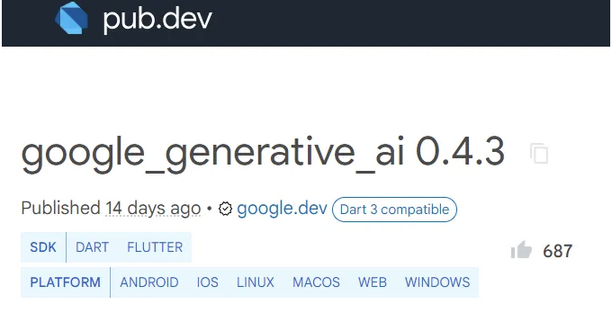 pub.dev
google_generative_ai 0.4.3
Published 14 days ago • google.dev Dart 3 compatible
SDK DART FLUTTER
687
PLATFORM ANDROID IOS LINUX MACOS WEB WINDOWS